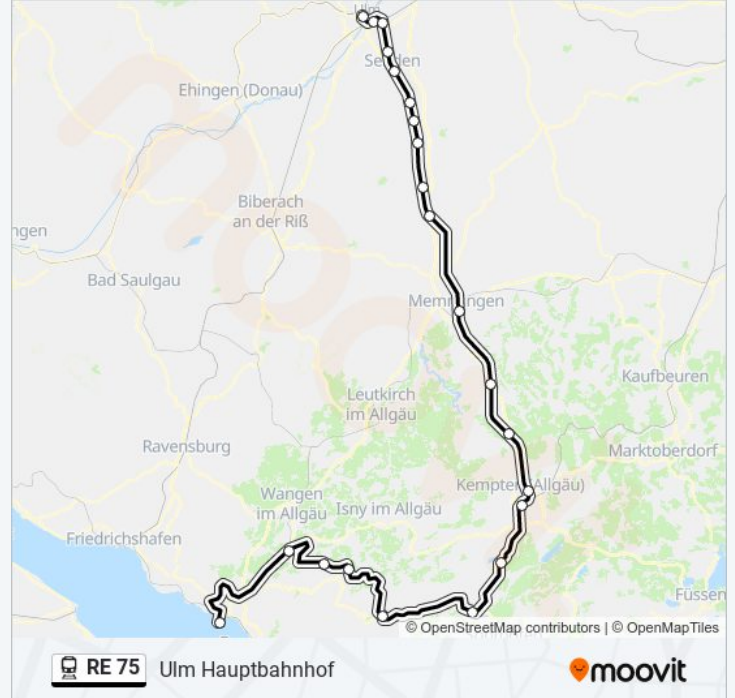 Ulm
Senden
Ehingen (Donau)
Biberach
an der Riß
ngen
Bad Saulgau
Memmingen
Kaufbeuren
Leutkirch
im Allgäu
Ravensburg
Marktoberdorf
Kempten (Allgäu)
Wangen
im Allgäu
Isny im Allgäu
Friedrichshafen
Füssen
© OpenStreetMap contributors | © OpenMapTiles
RE 75
Ulm Hauptbahnhof
moovit